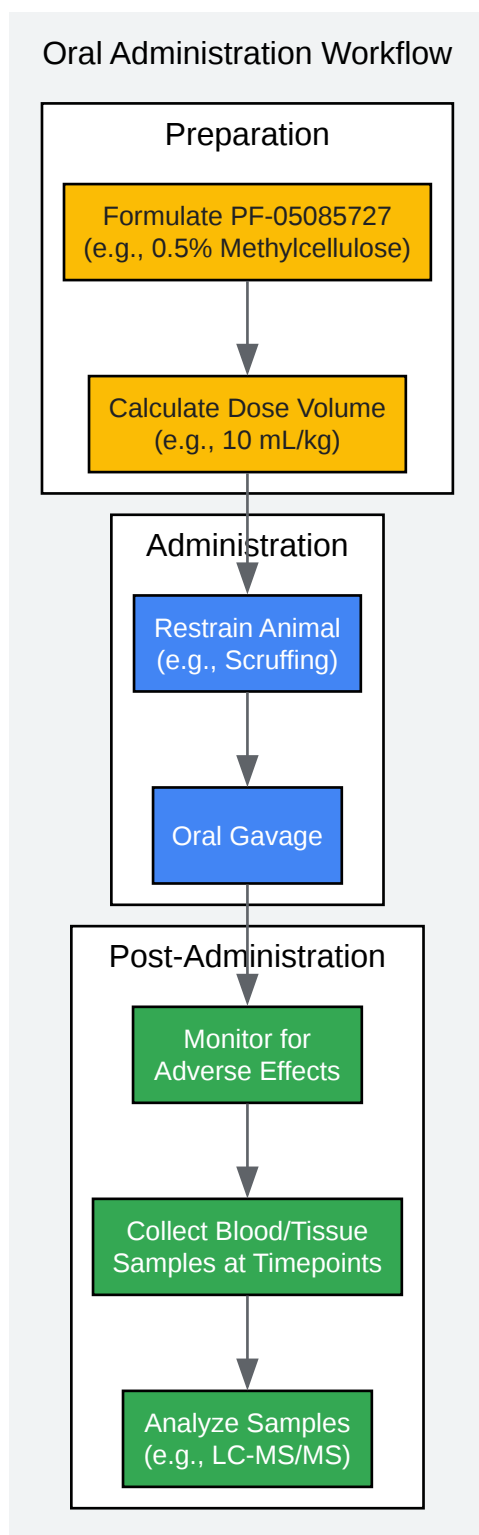 Oral Administration Workflow
Preparation
Formulate PF-05085727
(e.g., 0.5% Methylcellulose)
Calculate Dose Volume
(e.g., 10 mL/kg)
Administration
Restrain Animal
(e.g., Scruffing)
Oral Gavage
Post-Administration
Monitor for
Adverse Effects
Collect Blood/Tissue
Samples at Timepoints
Analyze Samples
(e.g., LC-MS/MS)